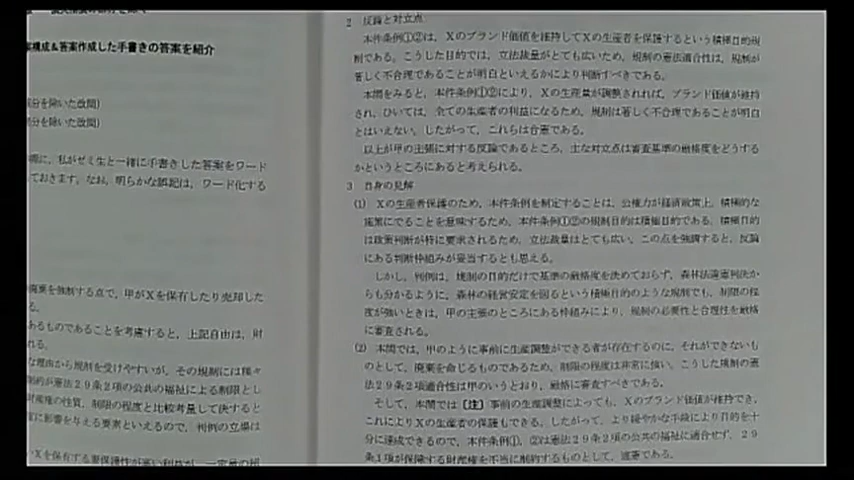 構成&答案作成した手書きの答案を紹介
部分を除いた改問)
部分を除いた改問)
に、私がゼミ生と一緒に手書きした答案をワード
ておきます。なお、明らかな誤記は、ワード化する
廃棄を強制する点で、甲がXを保有したり売却した
る。
あるものであることを考慮すると、上記自由は、財
れる。
な理由から規制を受けやすいが、その規制には種々
制約が憲法29条2項の公共の福祉による制限とし
財産権の性質、制限の程度と比較考量して決すると
に影響を与える要素といえるので、判例の立場は
Xを保有する要保護性が高い利益が、一定量の
2 反論と対立点
本件条例①②は、Xのブランド価値を維持してXの生産者を保護するという積極目的規
制である。こうした目的では、立法裁量がとても広いため、規制の憲法適合性は、規制が
著しく不合理であることが明白といえるかにより判断すべきである。
本問をみると、本件条例①②により、Xの生産量が調整されれば、ブランド価値が維持
され、ひいては、全ての生産者の利益になるため、規制は著しく不合理であることが明白
とはいえない。したがって、これらは合憲である。
以上が甲の主張に対する反論であるところ、主な対立点は審査基準の厳格度をどうする
かというところにあると考えられる。
3 自身の見解
(1) Xの生産者保護のため、本件条例を制定することは、公権力が経済政策上、積極的な
施策にでることを意味するため、本件条例①②の規制目的は積極目的である。積極目的
は政策判断が特に要求されるため、立法裁量はとても広い。この点を強調すると、反論
にある判断枠組みが妥当するとも思える。
しかし、判例は、規制の目的だけで基準の厳格度を決めておらず、森林法違憲判決か
らも分かるように、森林の経営安定を図るという積極目的のような規制でも、制限の程
度が強いときは、甲の主張のところにある枠組みにより、規制の必要性と合理性を厳格
に審査される。
(2) 本問では、甲のように事前に生産調整ができる者が存在するのに、それができないも
のとして、廃棄を命じるものであるため、制限の程度は非常に強い。こうした規制の憲
法29条2項適合性は甲のいうとおり、厳格に審査すべきである。
そして、本問では【注】事前の生産調整によっても、Xのブランド価値が維持でき、
これによりXの生産者の保護もできる。したがって、より緩やかな手段により目的を十
分に達成できるので、本件条例①、②は憲法29条2項の公共の福祉に適合せず、29
条1項が保障する財産権を不当に制約するものとして、違憲である。